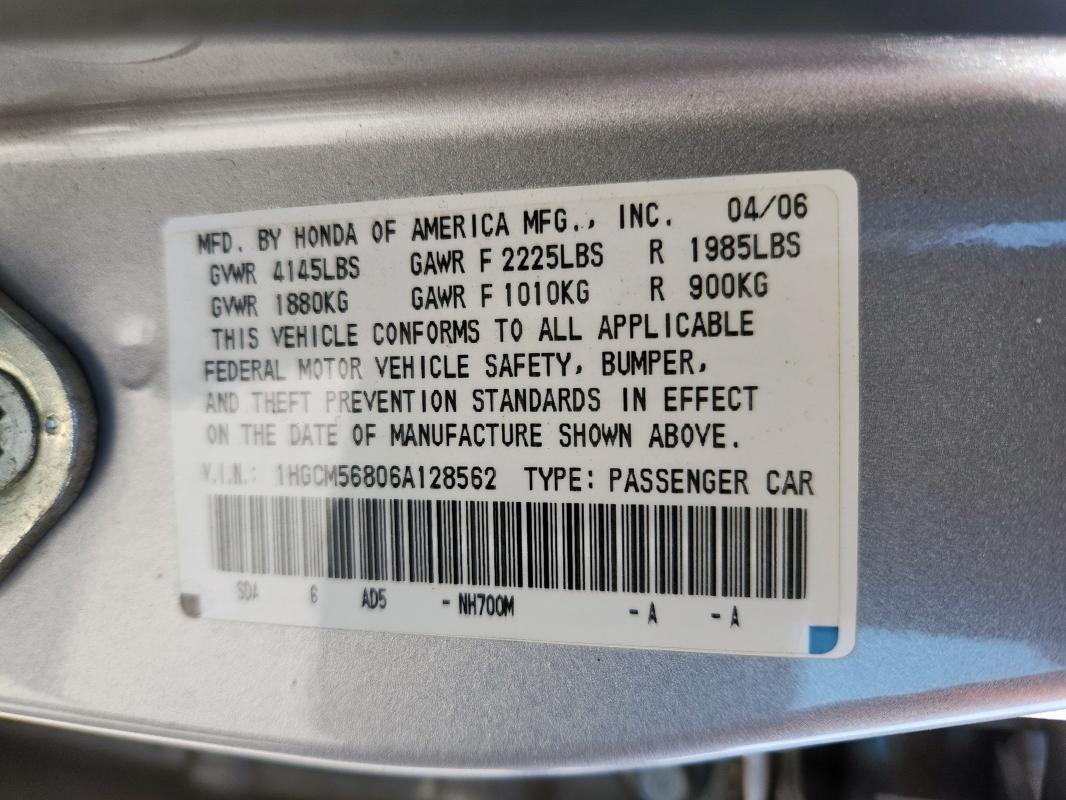 MFD. BY HONDA OF AMERICA MFG., INC. 04/06
GVWR 4145LBS GAWR F 2225LBS R 1985LBS
GVWR 1880KG GAWR F 1010KG R 900KG
THIS VEHICLE CONFORMS TO ALL APPLICABLE
FEDERAL MOTOR VEHICLE SAFETY, BUMPER,
AND THEFT PREVENTION STANDARDS IN EFFECT
ON THE DATE OF MANUFACTURE SHOWN ABOVE.
V.I.N.: 1HGCM56806A128562 TYPE: PASSENGER CAR
SDA 6 AD5 - NH700M - A - A